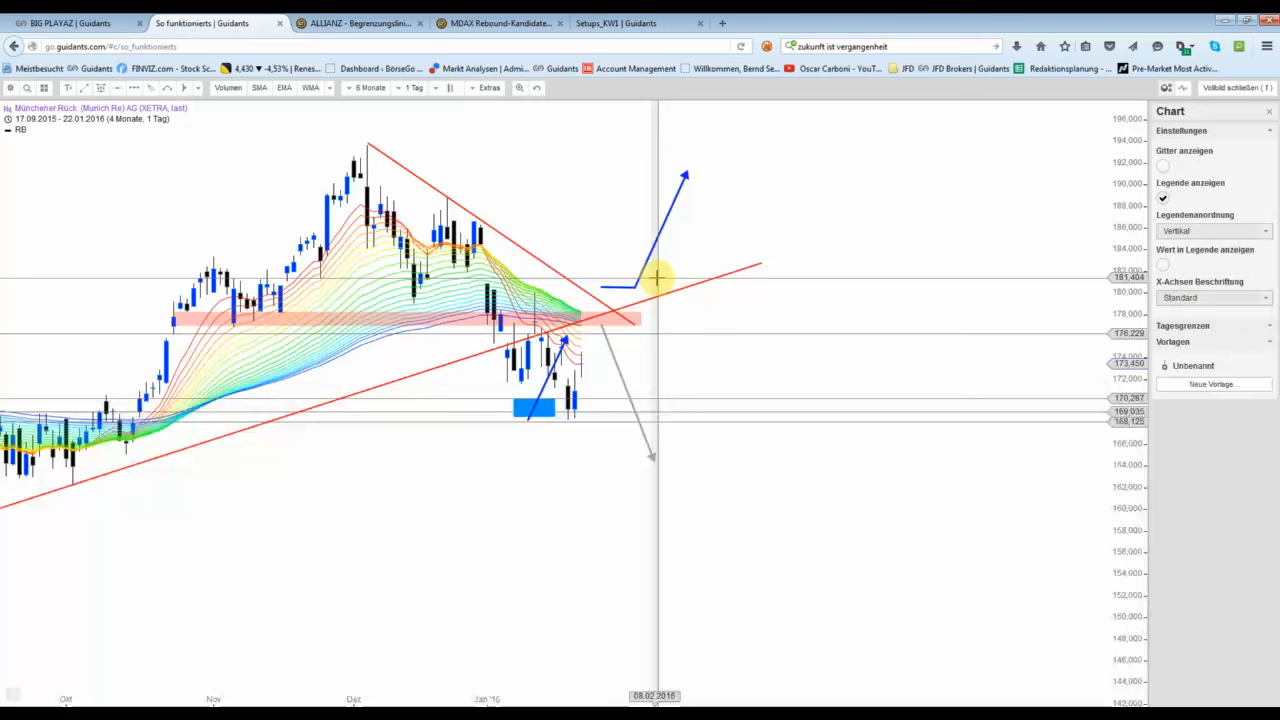 BIG PLAYAZ | Guidants
So funktioniert's | Guidants
ALLIANZ - Begrenzungslini...
MDAX Rebound-Kandidate...
Setups_KW1 | Guidants
go.guidants.com/#c/so_funktionierts
zukunft ist vergangenheit
Meistbesucht
Guidants
FINVIZ.com - Stock Sc...
4,430 ▼ -4,53% | Renes...
Dashboard ‹ BörseGo ...
Markt Analysen | Admi...
Guidants
Account Management
Willkommen, Bernd Se...
Oscar Carboni - YouT...
JFD
JFD Brokers | Guidants
Redaktionsplanung - ...
Pre-Market Most Activ...
Volumen
SMA
EMA
WMA
6 Monate
1 Tag
Extras
Vollbild schließen ( f )
Münchener Rück. (Munich Re) AG (XETRA, last)
17.09.2015 - 22.01.2016 (4 Monate, 1 Tag)
RB
196,000
194,000
192,000
190,000
188,000
186,000
184,000
182,000
181,404
180,000
178,000
176,229
174,000
173,450
172,000
170,287
169,035
168,125
166,000
164,000
162,000
160,000
158,000
156,000
154,000
152,000
150,000
148,000
146,000
144,000
142,000
Okt
Nov
Dez
Jan '16
08.02.2016
Chart
Einstellungen
Gitter anzeigen
Legende anzeigen
Legendenanordnung
Vertikal
Wert in Legende anzeigen
X-Achsen Beschriftung
Standard
Tagesgrenzen
Vorlagen
Unbenannt
Neue Vorlage...